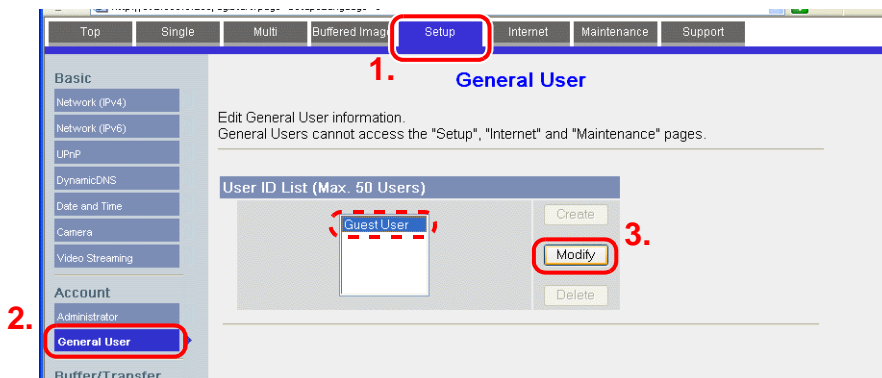 Top Single Multi Buffered Image Setup Internet Maintenance Support
1.
Basic
Network (IPv4)
Network (IPv6)
UPnP
DynamicDNS
Date and Time
Camera
Video Streaming
Account
2.
Administrator
General User
Buffer/Transfer
General User
Edit General User information.
General Users cannot access the "Setup", "Internet" and "Maintenance" pages.
User ID List (Max. 50 Users)
Guest User
Create
3.
Modify
Delete